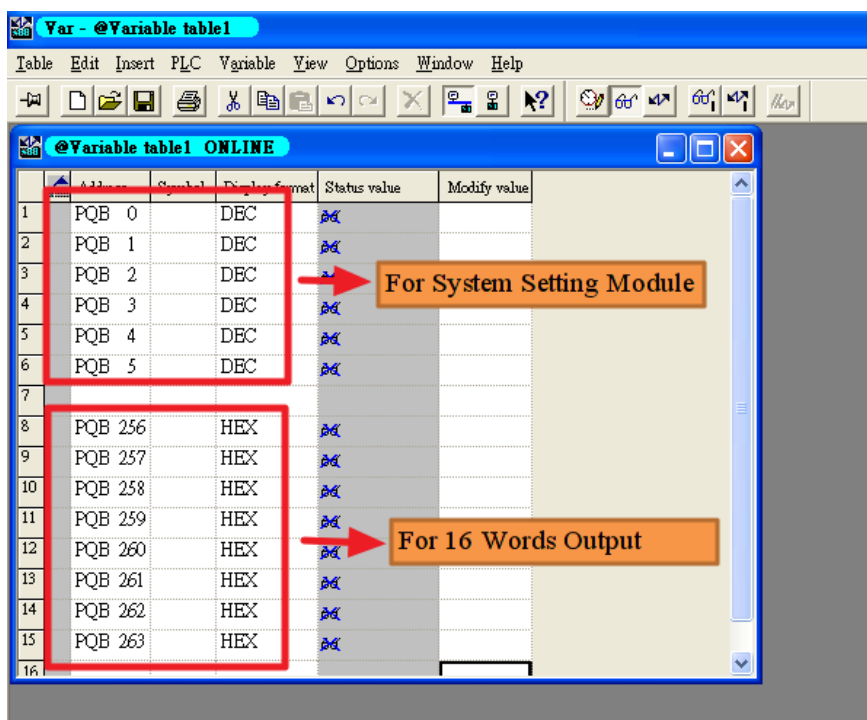 Var - @Variable table1
Table Edit Insert PLC Variable View Options Window Help
@Variable table1 ONLINE
Address Symbol Display format Status value Modify value
1 PQB 0 DEC
2 PQB 1 DEC
3 PQB 2 DEC
For System Setting Module
4 PQB 3 DEC
5 PQB 4 DEC
6 PQB 5 DEC
7
8 PQB 256 HEX
9 PQB 257 HEX
10 PQB 258 HEX
11 PQB 259 HEX
For 16 Words Output
12 PQB 260 HEX
13 PQB 261 HEX
14 PQB 262 HEX
15 PQB 263 HEX
16